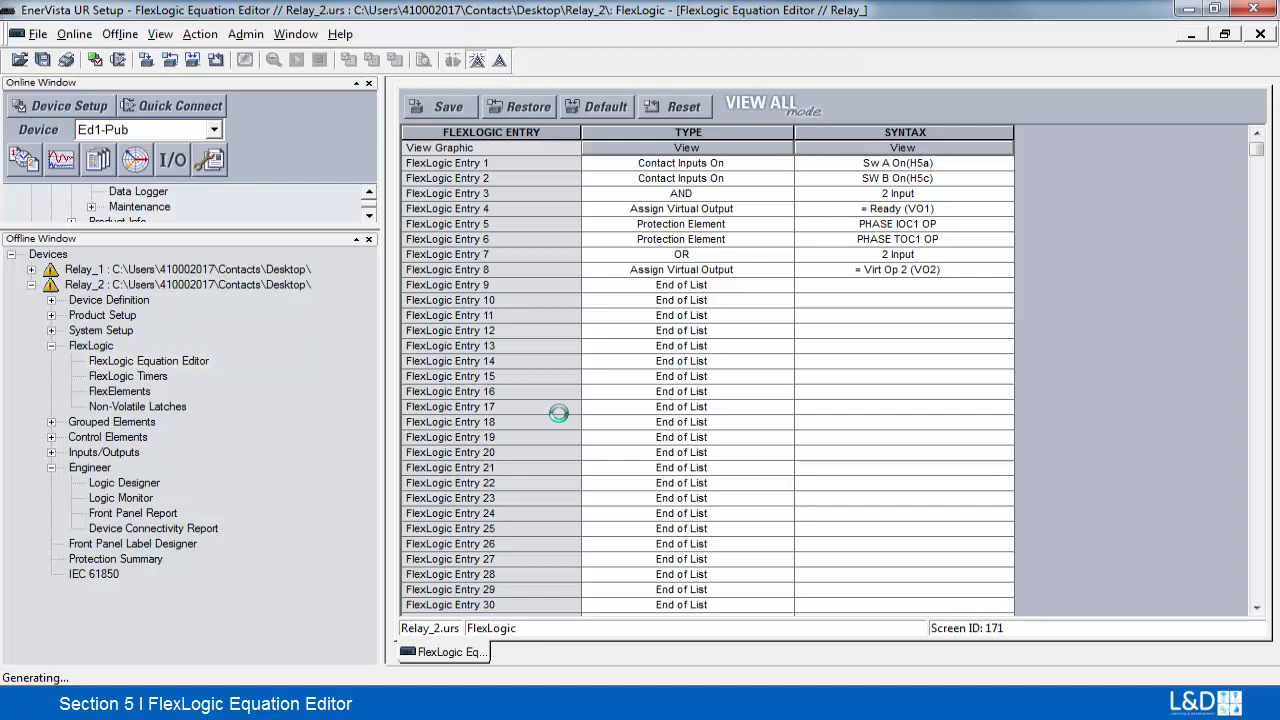 EnerVista UR Setup - FlexLogic Equation Editor // Relay_2.urs : C:\Users\410002017\Contacts\Desktop\Relay_2\: FlexLogic - [FlexLogic Equation Editor // Relay_]
File Online Offline View Action Admin Window Help
Online Window
Device Setup Quick Connect
Device Ed1-Pub
I/O
Data Logger
Maintenance
Product Info
Offline Window
Devices
Relay_1 : C:\Users\410002017\Contacts\Desktop\
Relay_2 : C:\Users\410002017\Contacts\Desktop\
Device Definition
Product Setup
System Setup
FlexLogic
FlexLogic Equation Editor
FlexLogic Timers
FlexElements
Non-Volatile Latches
Grouped Elements
Control Elements
Inputs/Outputs
Engineer
Logic Designer
Logic Monitor
Front Panel Report
Device Connectivity Report
Front Panel Label Designer
Protection Summary
IEC 61850
Save Restore Default Reset VIEW ALL mode
FLEXLOGIC ENTRY TYPE SYNTAX
View Graphic View View
FlexLogic Entry 1 Contact Inputs On Sw A On(H5a)
FlexLogic Entry 2 Contact Inputs On SW B On(H5c)
FlexLogic Entry 3 AND 2 Input
FlexLogic Entry 4 Assign Virtual Output = Ready (VO1)
FlexLogic Entry 5 Protection Element PHASE IOC1 OP
FlexLogic Entry 6 Protection Element PHASE TOC1 OP
FlexLogic Entry 7 OR 2 Input
FlexLogic Entry 8 Assign Virtual Output = Virt Op 2 (VO2)
FlexLogic Entry 9 End of List
FlexLogic Entry 10 End of List
FlexLogic Entry 11 End of List
FlexLogic Entry 12 End of List
FlexLogic Entry 13 End of List
FlexLogic Entry 14 End of List
FlexLogic Entry 15 End of List
FlexLogic Entry 16 End of List
FlexLogic Entry 17 End of List
FlexLogic Entry 18 End of List
FlexLogic Entry 19 End of List
FlexLogic Entry 20 End of List
FlexLogic Entry 21 End of List
FlexLogic Entry 22 End of List
FlexLogic Entry 23 End of List
FlexLogic Entry 24 End of List
FlexLogic Entry 25 End of List
FlexLogic Entry 26 End of List
FlexLogic Entry 27 End of List
FlexLogic Entry 28 End of List
FlexLogic Entry 29 End of List
FlexLogic Entry 30 End of List
Relay_2.urs FlexLogic Screen ID: 171
FlexLogic Eq...
Generating...
Section 5 I FlexLogic Equation Editor
L&D